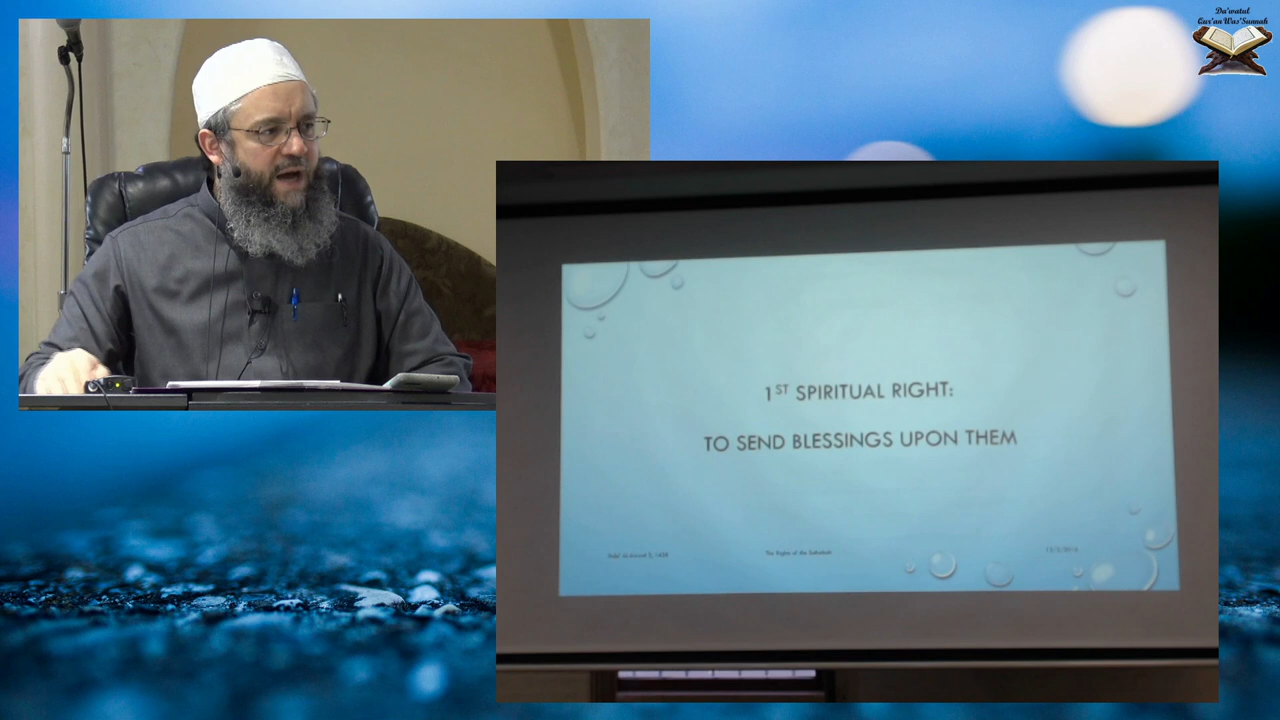 Da'watul
Qur'an Was'Sunnah
1ST SPIRITUAL RIGHT:
TO SEND BLESSINGS UPON THEM
The Rights of the Sahabah